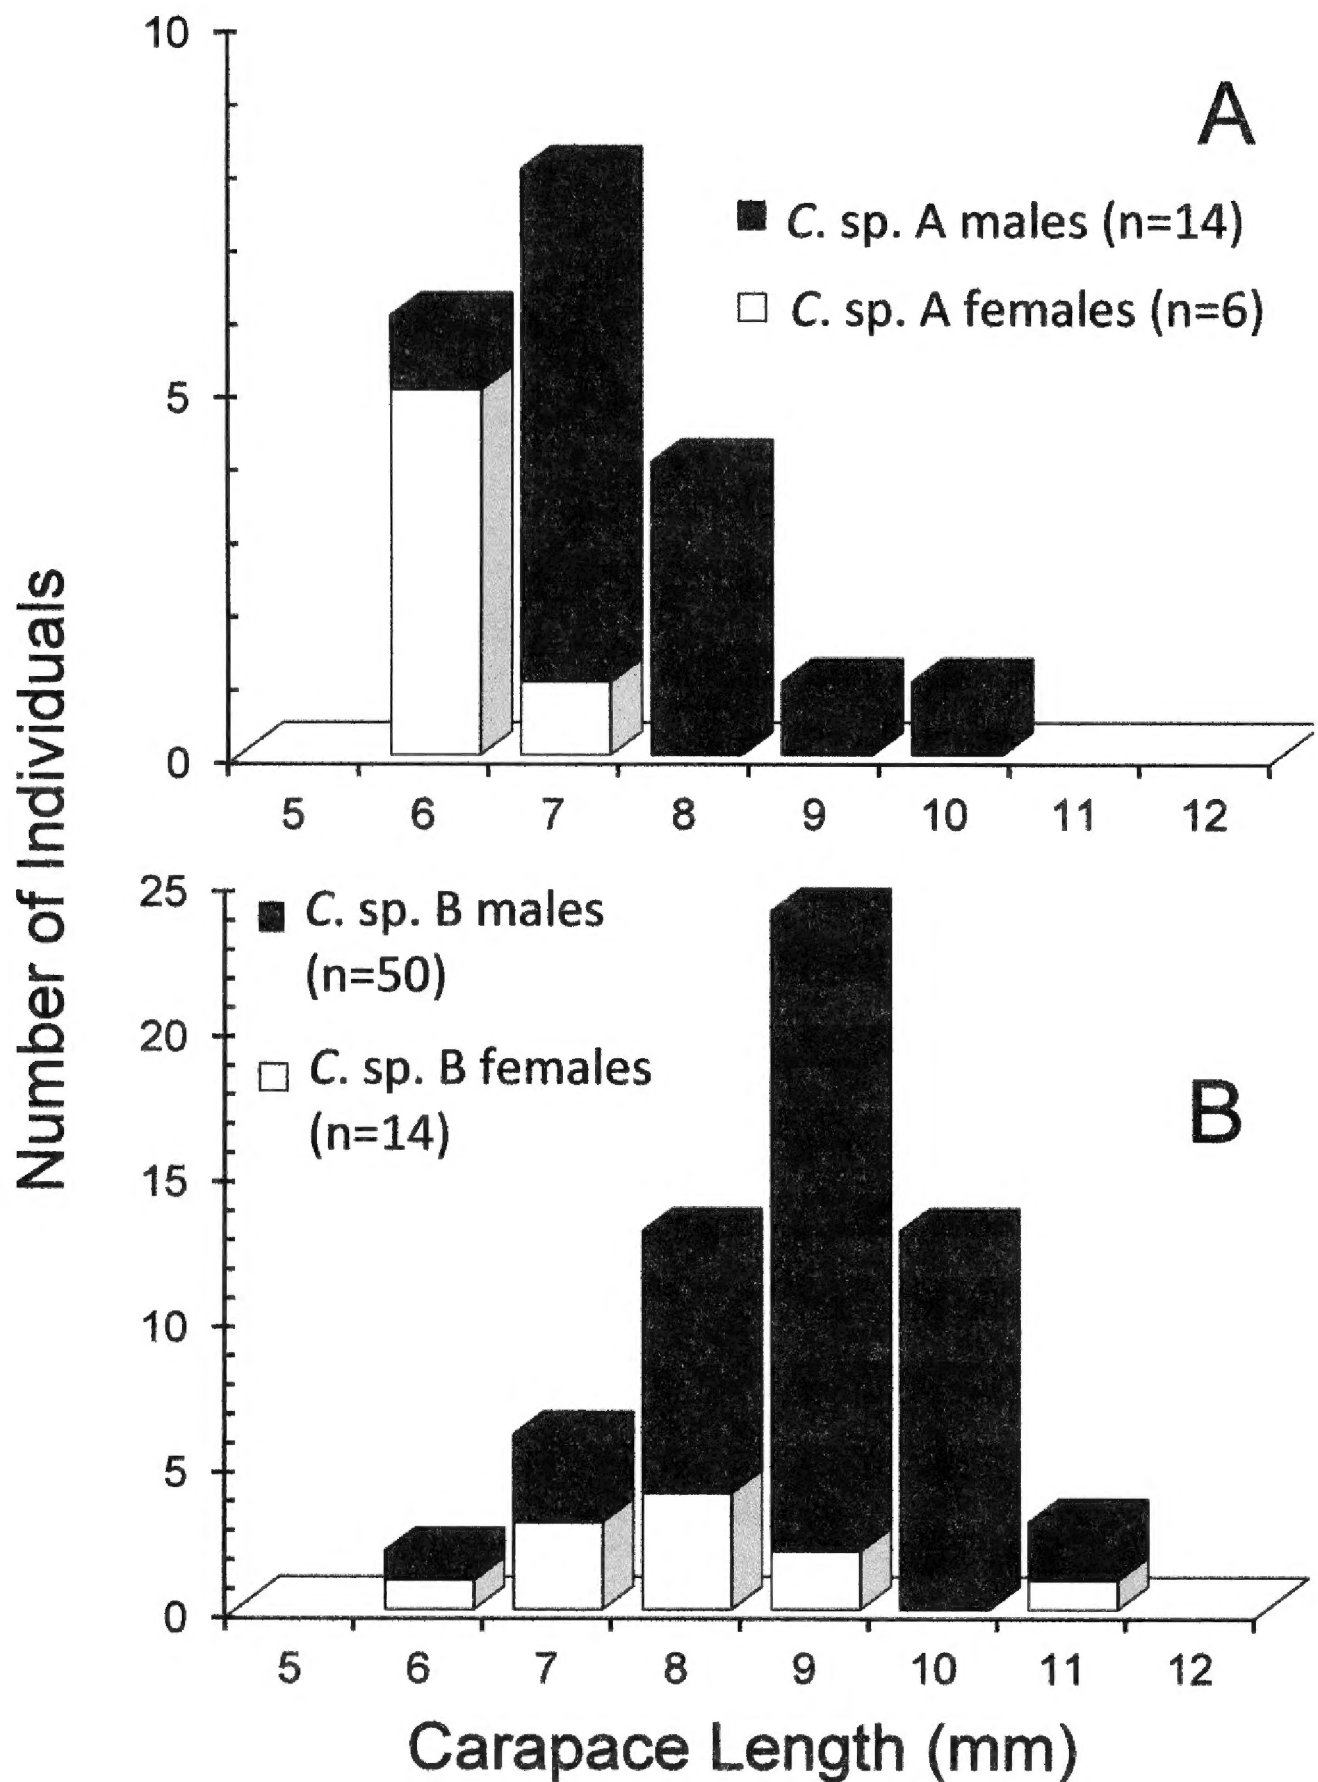 10
A
C. sp. A males (n=14)
C. sp. A females (n=6)
5
0
5 6 7 8 9 10 11 12
Number of Individuals
25
C. sp. B males
(n=50)
20
C. sp. B females
(n=14)
B
15
10
5
0
5 6 7 8 9 10 11 12
Carapace Length (mm)